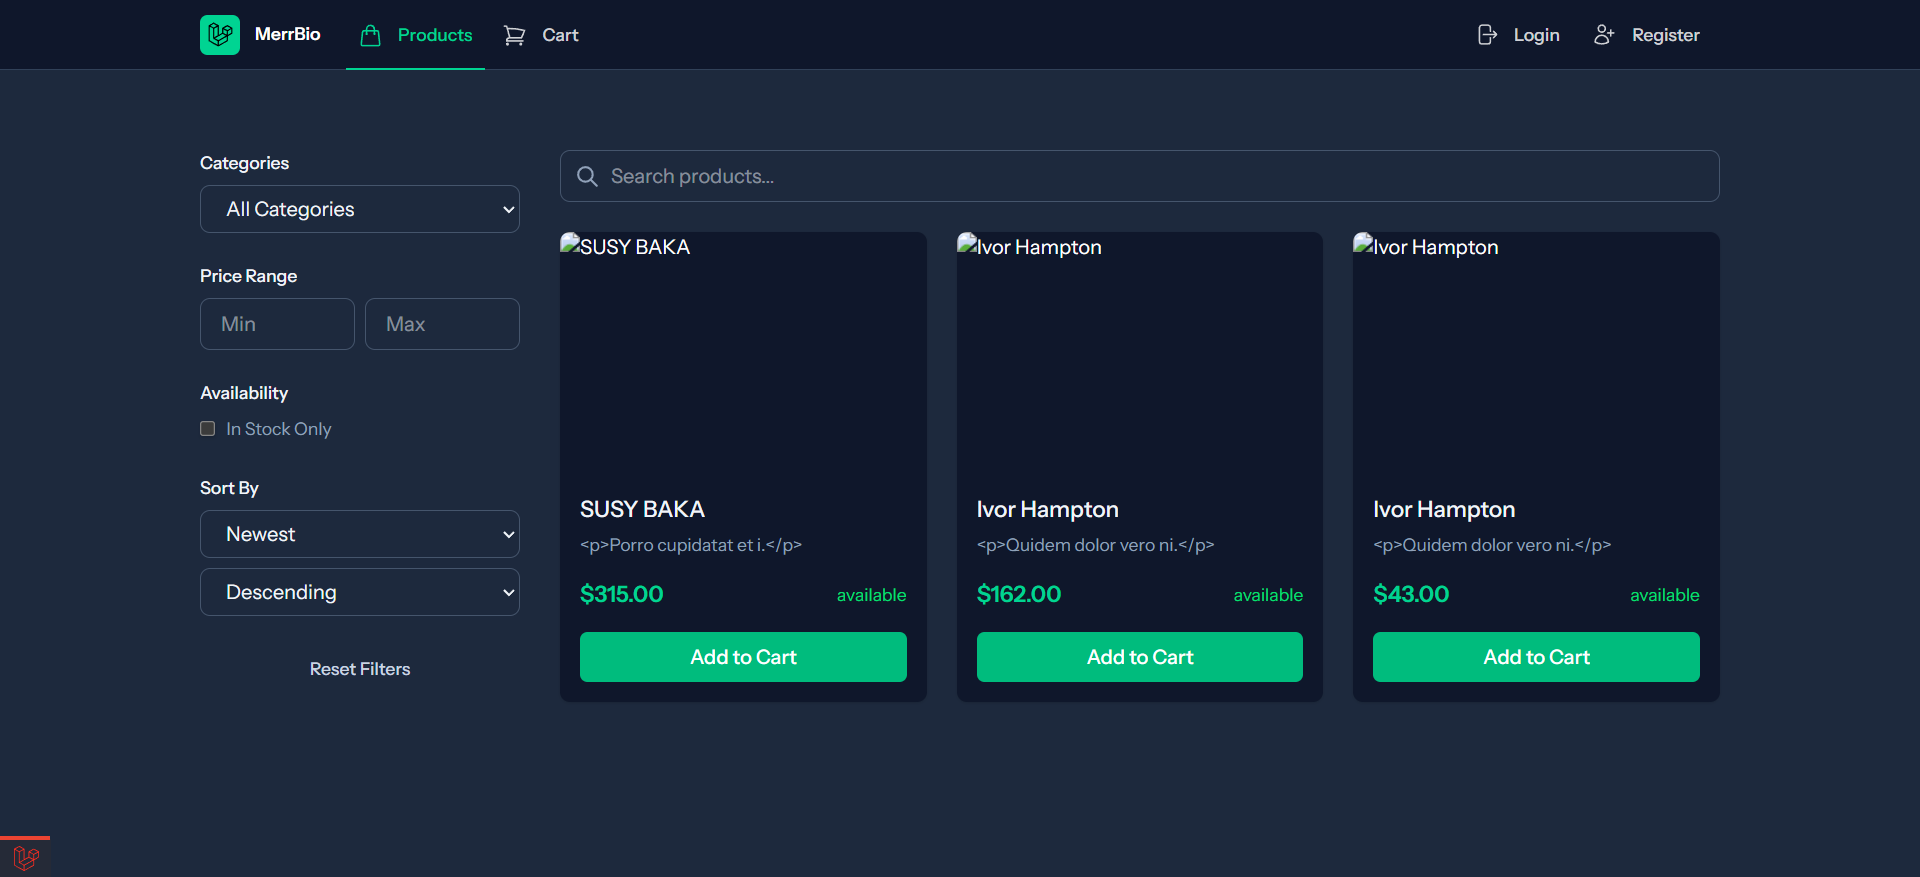 MerrBio
Products
Cart
Login
Register
Categories
All Categories
Price Range
Min
Max
Availability
In Stock Only
Sort By
Newest
Descending
Reset Filters
Search products...
SUSY BAKA
SUSY BAKA
<p>Porro cupidatat et i.</p>
$315.00
available
Add to Cart
Ivor Hampton
Ivor Hampton
<p>Quidem dolor vero ni.</p>
$162.00
available
Add to Cart
Ivor Hampton
Ivor Hampton
<p>Quidem dolor vero ni.</p>
$43.00
available
Add to Cart